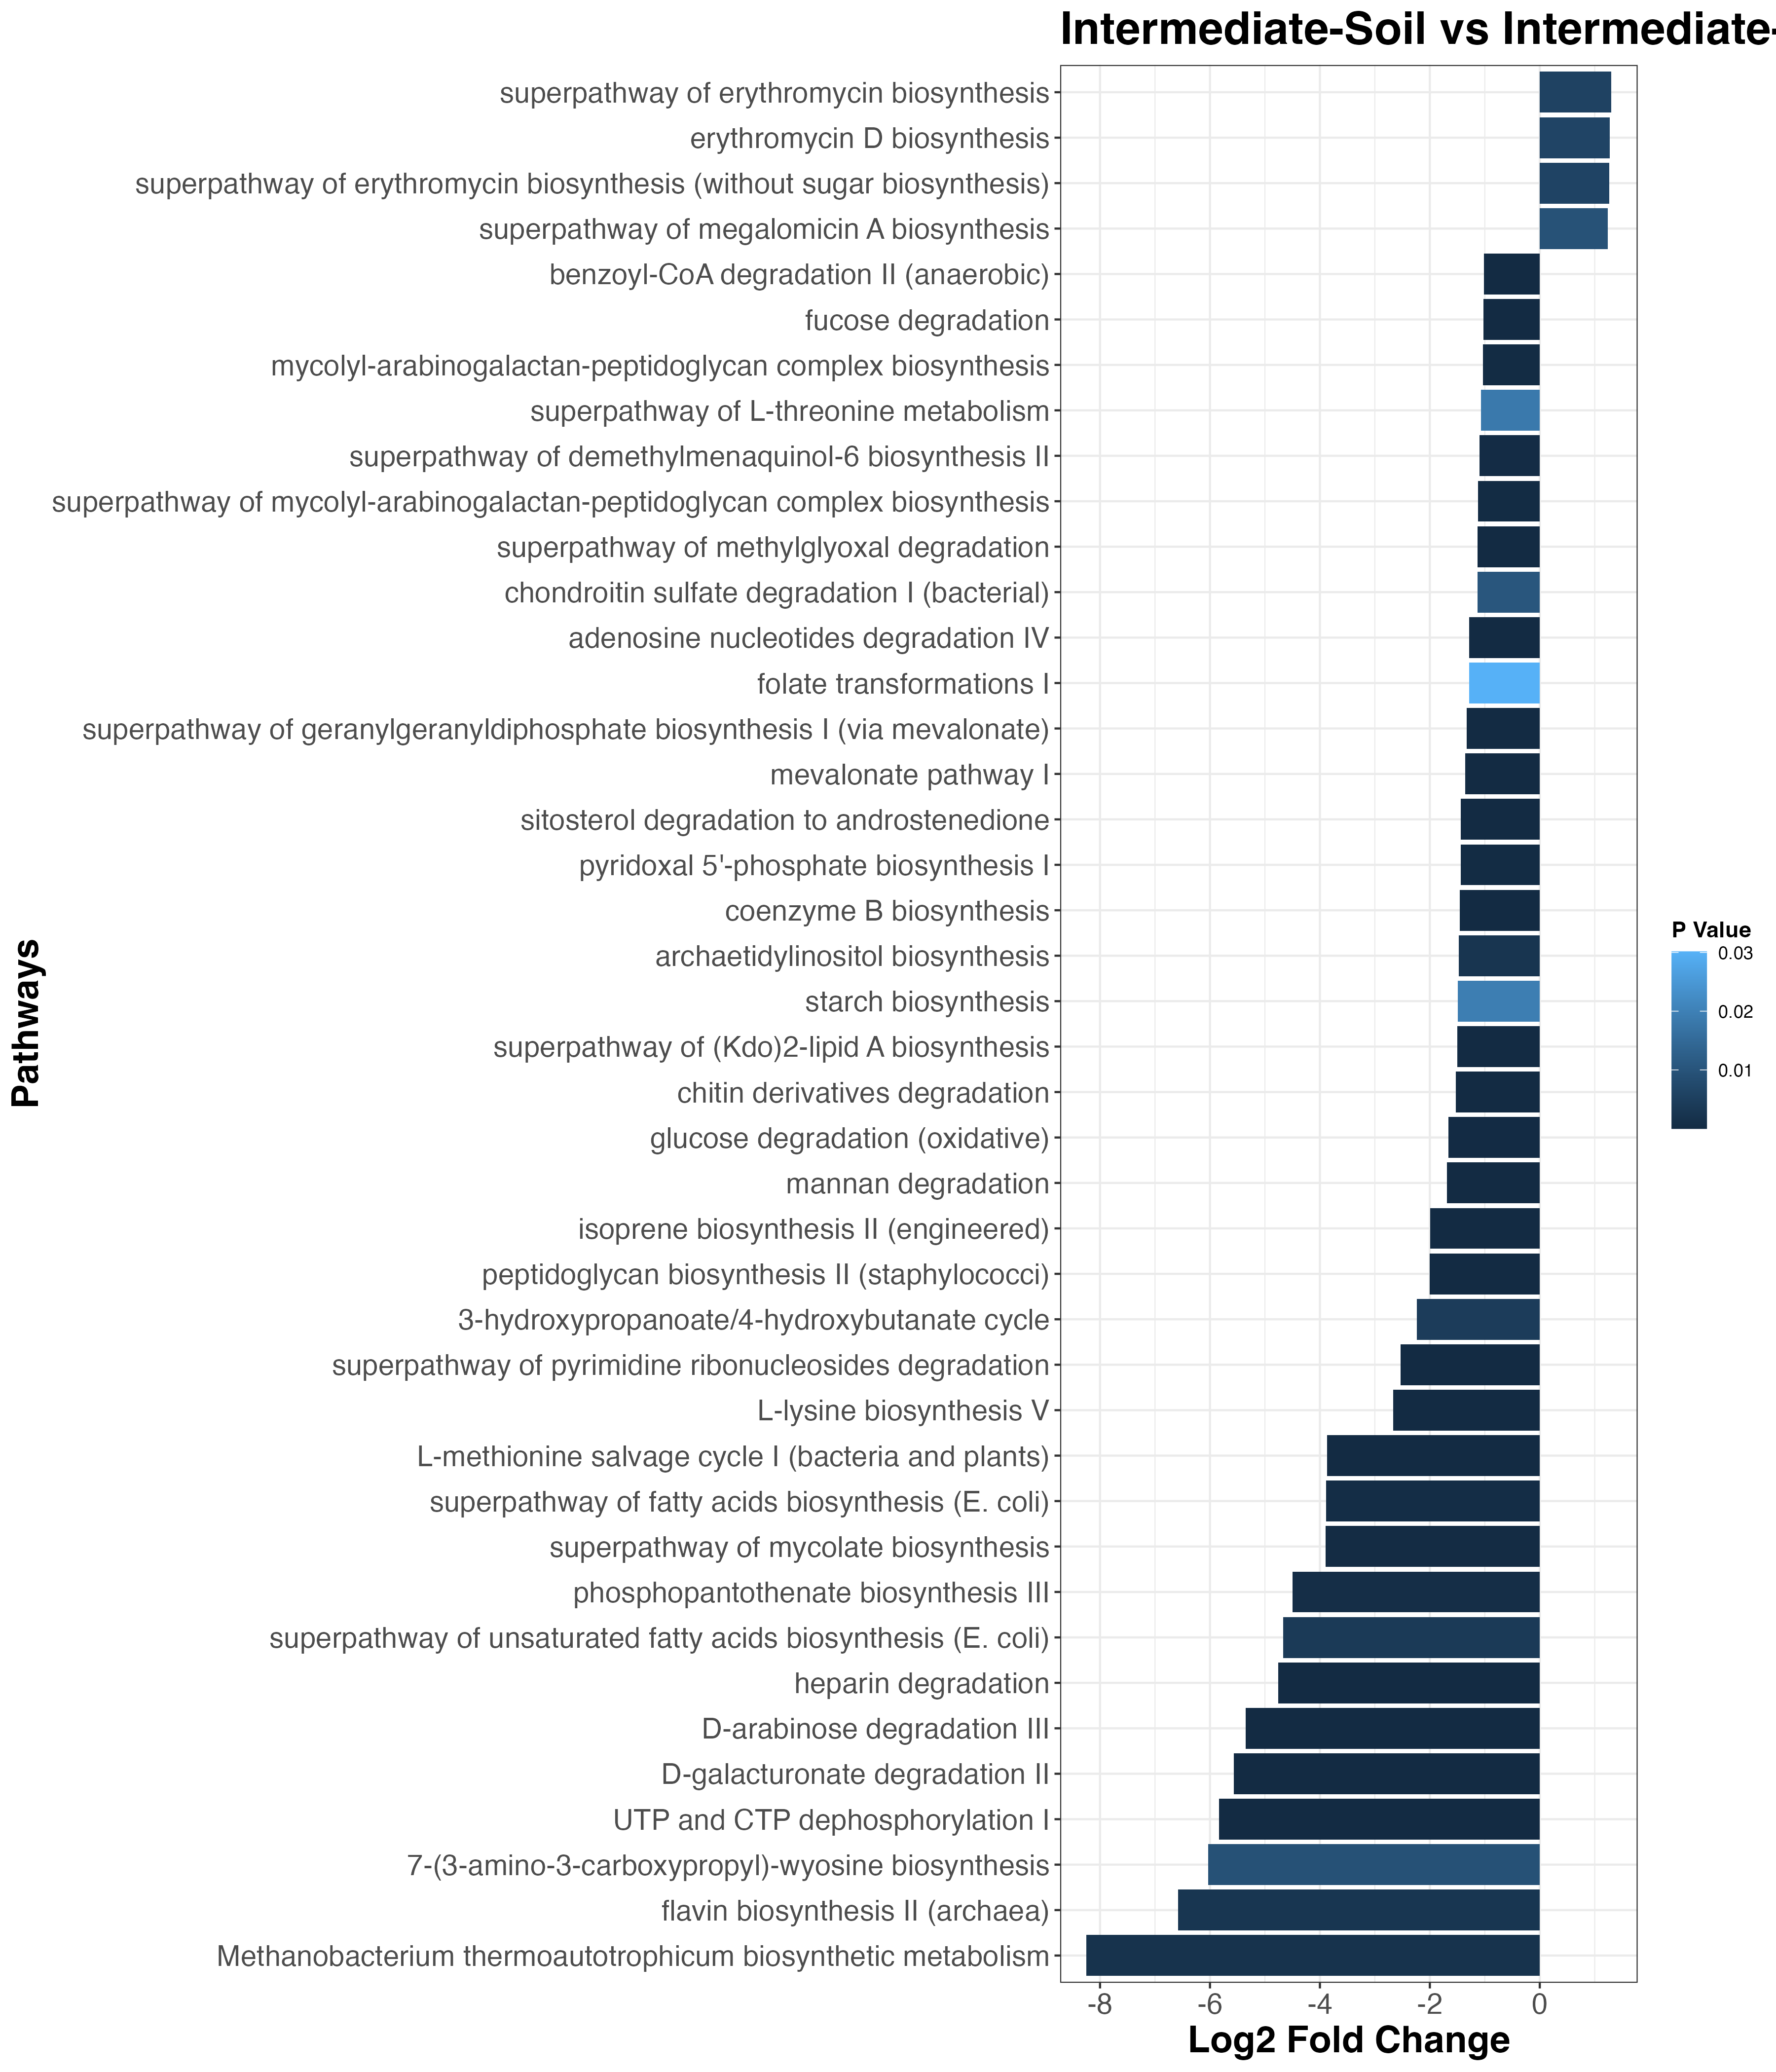 Intermediate-Soil vs Intermediate-
superpathway of erythromycin biosynthesis
erythromycin D biosynthesis
superpathway of erythromycin biosynthesis (without sugar biosynthesis)
superpathway of megalomicin A biosynthesis
benzoyl-CoA degradation II (anaerobic)
fucose degradation
mycolyl-arabinogalactan-peptidoglycan complex biosynthesis
superpathway of L-threonine metabolism
superpathway of demethylmenaquinol-6 biosynthesis II
superpathway of mycolyl-arabinogalactan-peptidoglycan complex biosynthesis
superpathway of methylglyoxal degradation
chondroitin sulfate degradation I (bacterial)
adenosine nucleotides degradation IV
folate transformations I
superpathway of geranylgeranyldiphosphate biosynthesis I (via mevalonate)
mevalonate pathway I
sitosterol degradation to androstenedione
pyridoxal 5'-phosphate biosynthesis I
coenzyme B biosynthesis
archaetidylinositol biosynthesis
starch biosynthesis
superpathway of (Kdo)2-lipid A biosynthesis
chitin derivatives degradation
glucose degradation (oxidative)
mannan degradation
isoprene biosynthesis II (engineered)
peptidoglycan biosynthesis II (staphylococci)
3-hydroxypropanoate/4-hydroxybutanate cycle
superpathway of pyrimidine ribonucleosides degradation
L-lysine biosynthesis V
L-methionine salvage cycle I (bacteria and plants)
superpathway of fatty acids biosynthesis (E. coli)
superpathway of mycolate biosynthesis
phosphopantothenate biosynthesis III
superpathway of unsaturated fatty acids biosynthesis (E. coli)
heparin degradation
D-arabinose degradation III
D-galacturonate degradation II
UTP and CTP dephosphorylation I
7-(3-amino-3-carboxypropyl)-wyosine biosynthesis
flavin biosynthesis II (archaea)
Methanobacterium thermoautotrophicum biosynthetic metabolism
Pathways
-8 -6 -4 -2 0
Log2 Fold Change
P Value
0.03
0.02
0.01